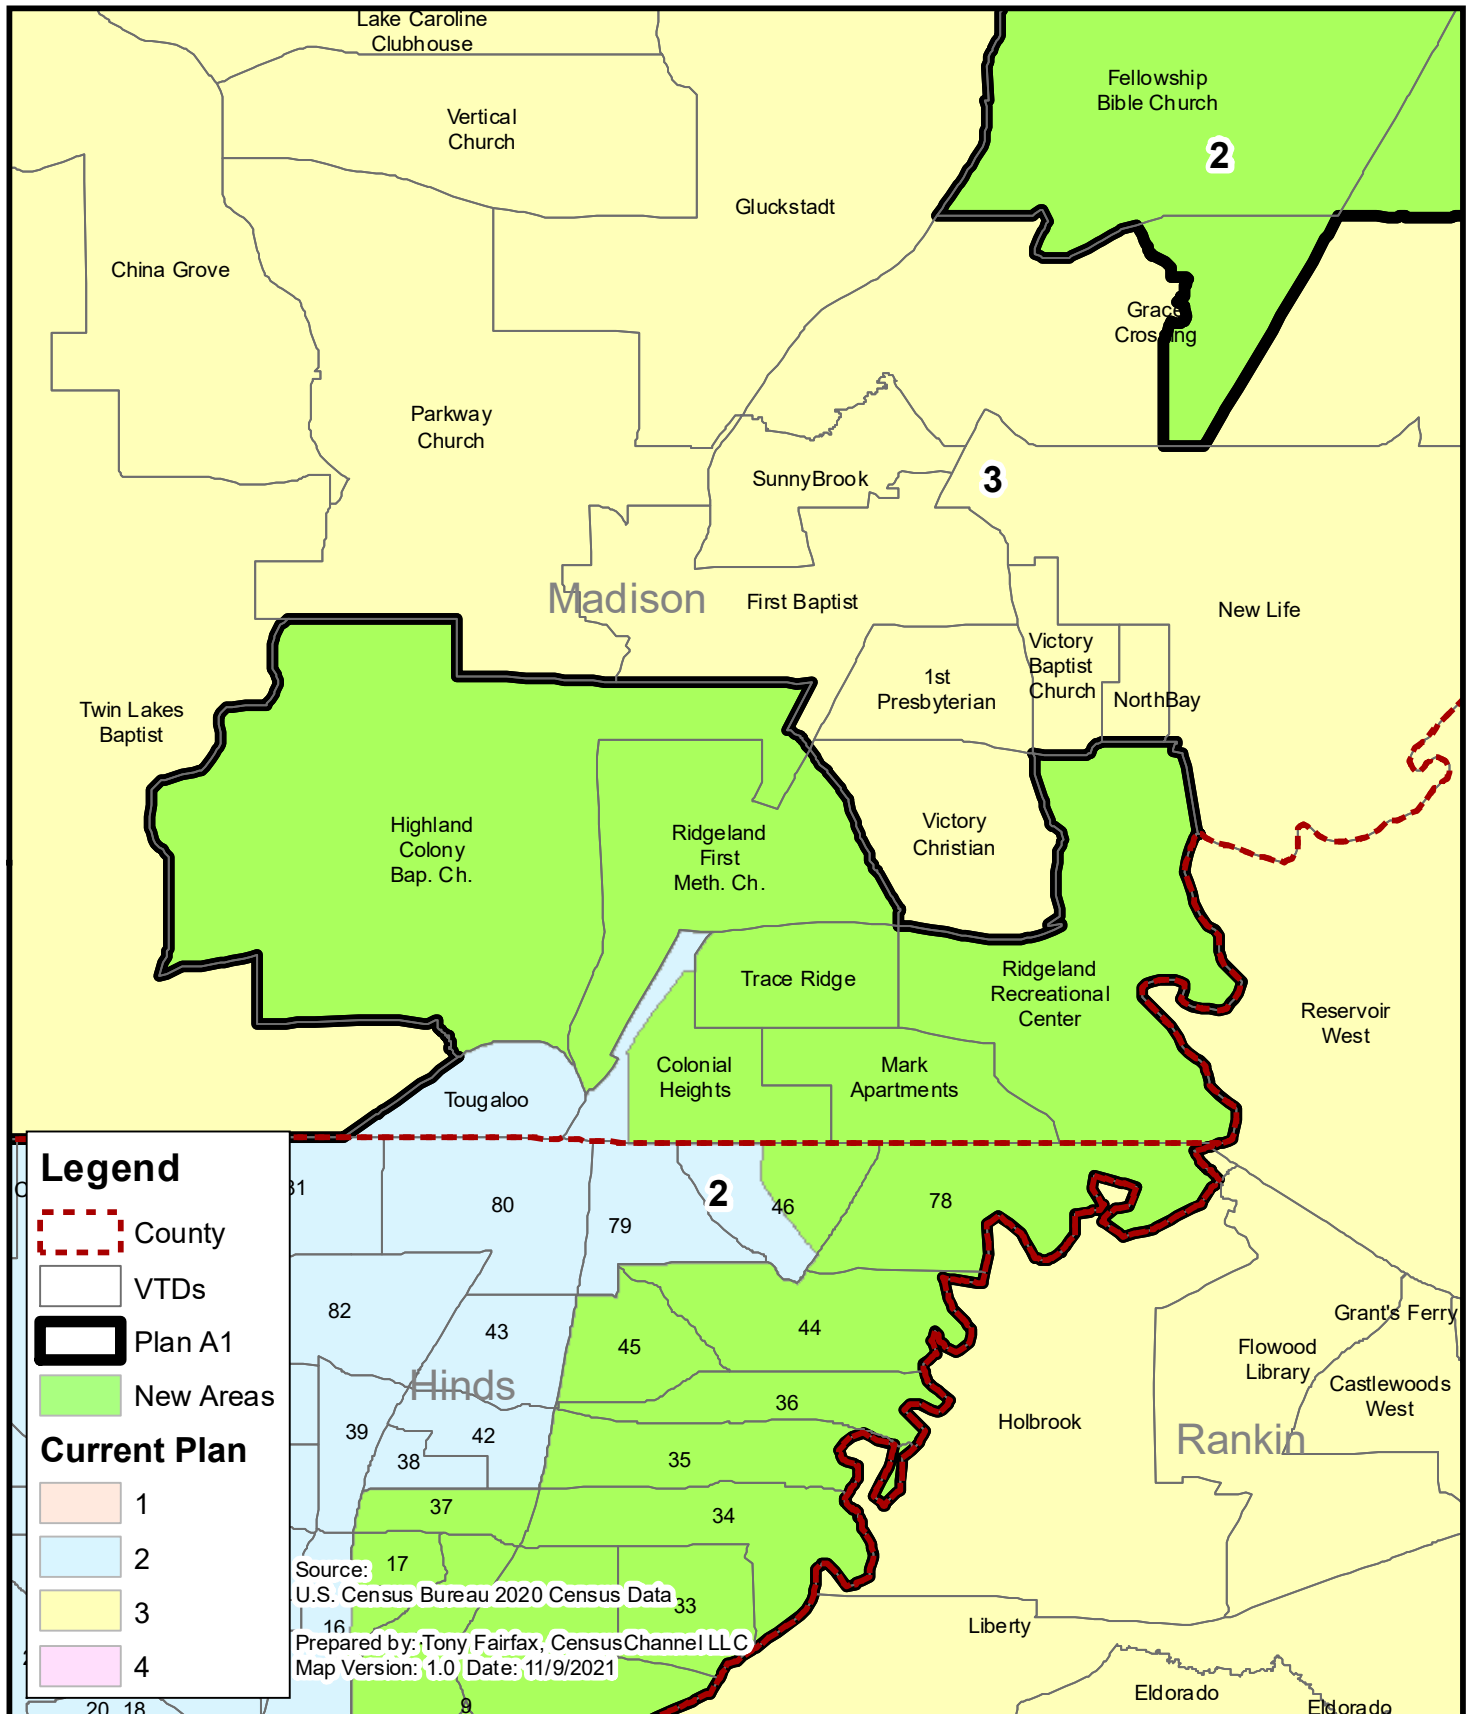 Lake Caroline
Clubhouse
Fellowship
Bible Church
Vertical
Church
2
Gluckstadt
China Grove
Grace
Crossing
Parkway
Church
SunnyBrook
3
Madison
First Baptist
New Life
Victory
Baptist
Church
1st
Presbyterian
NorthBay
Twin Lakes
Baptist
Highland
Colony
Bap. Ch.
Ridgeland
First
Meth. Ch.
Victory
Christian
Trace Ridge
Ridgeland
Recreational
Center
Reservoir
West
Colonial
Heights
Mark
Apartments
Tougaloo
Legend
County
VTDs
Plan A1
New Areas
Current Plan
1
2
3
4
80
79
2
46
78
82
43
45
44
Hinds
36
39
42
38
35
37
34
17
33
16
9
20 18
Grant's Ferry
Flowood
Library
Castlewoods
West
Holbrook
Rankin
Liberty
Eldorado
Eldorado
Source:
U.S. Census Bureau 2020 Census Data
Prepared by: Tony Fairfax, CensusChannel LLC
Map Version: 1.0 Date: 11/9/2021